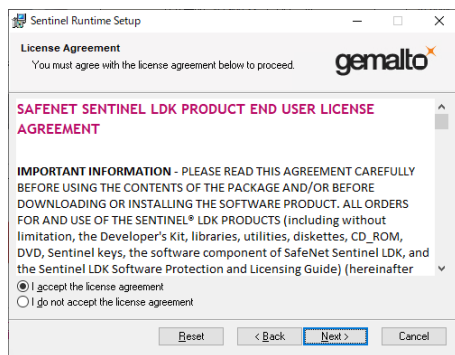 Sentinel Runtime Setup
License Agreement
You must agree with the license agreement below to proceed.
gemalto
SAFENET SENTINEL LDK PRODUCT END USER LICENSE
AGREEMENT
IMPORTANT INFORMATION - PLEASE READ THIS AGREEMENT CAREFULLY
BEFORE USING THE CONTENTS OF THE PACKAGE AND/OR BEFORE
DOWNLOADING OR INSTALLING THE SOFTWARE PRODUCT. ALL ORDERS
FOR AND USE OF THE SENTINEL® LDK PRODUCTS (including without
limitation, the Developer's Kit, libraries, utilities, diskettes, CD_ROM,
DVD, Sentinel keys, the software component of SafeNet Sentinel LDK, and
the Sentinel LDK Software Protection and Licensing Guide) (hereinafter
I accept the license agreement
I do not accept the license agreement
Reset
< Back
Next >
Cancel